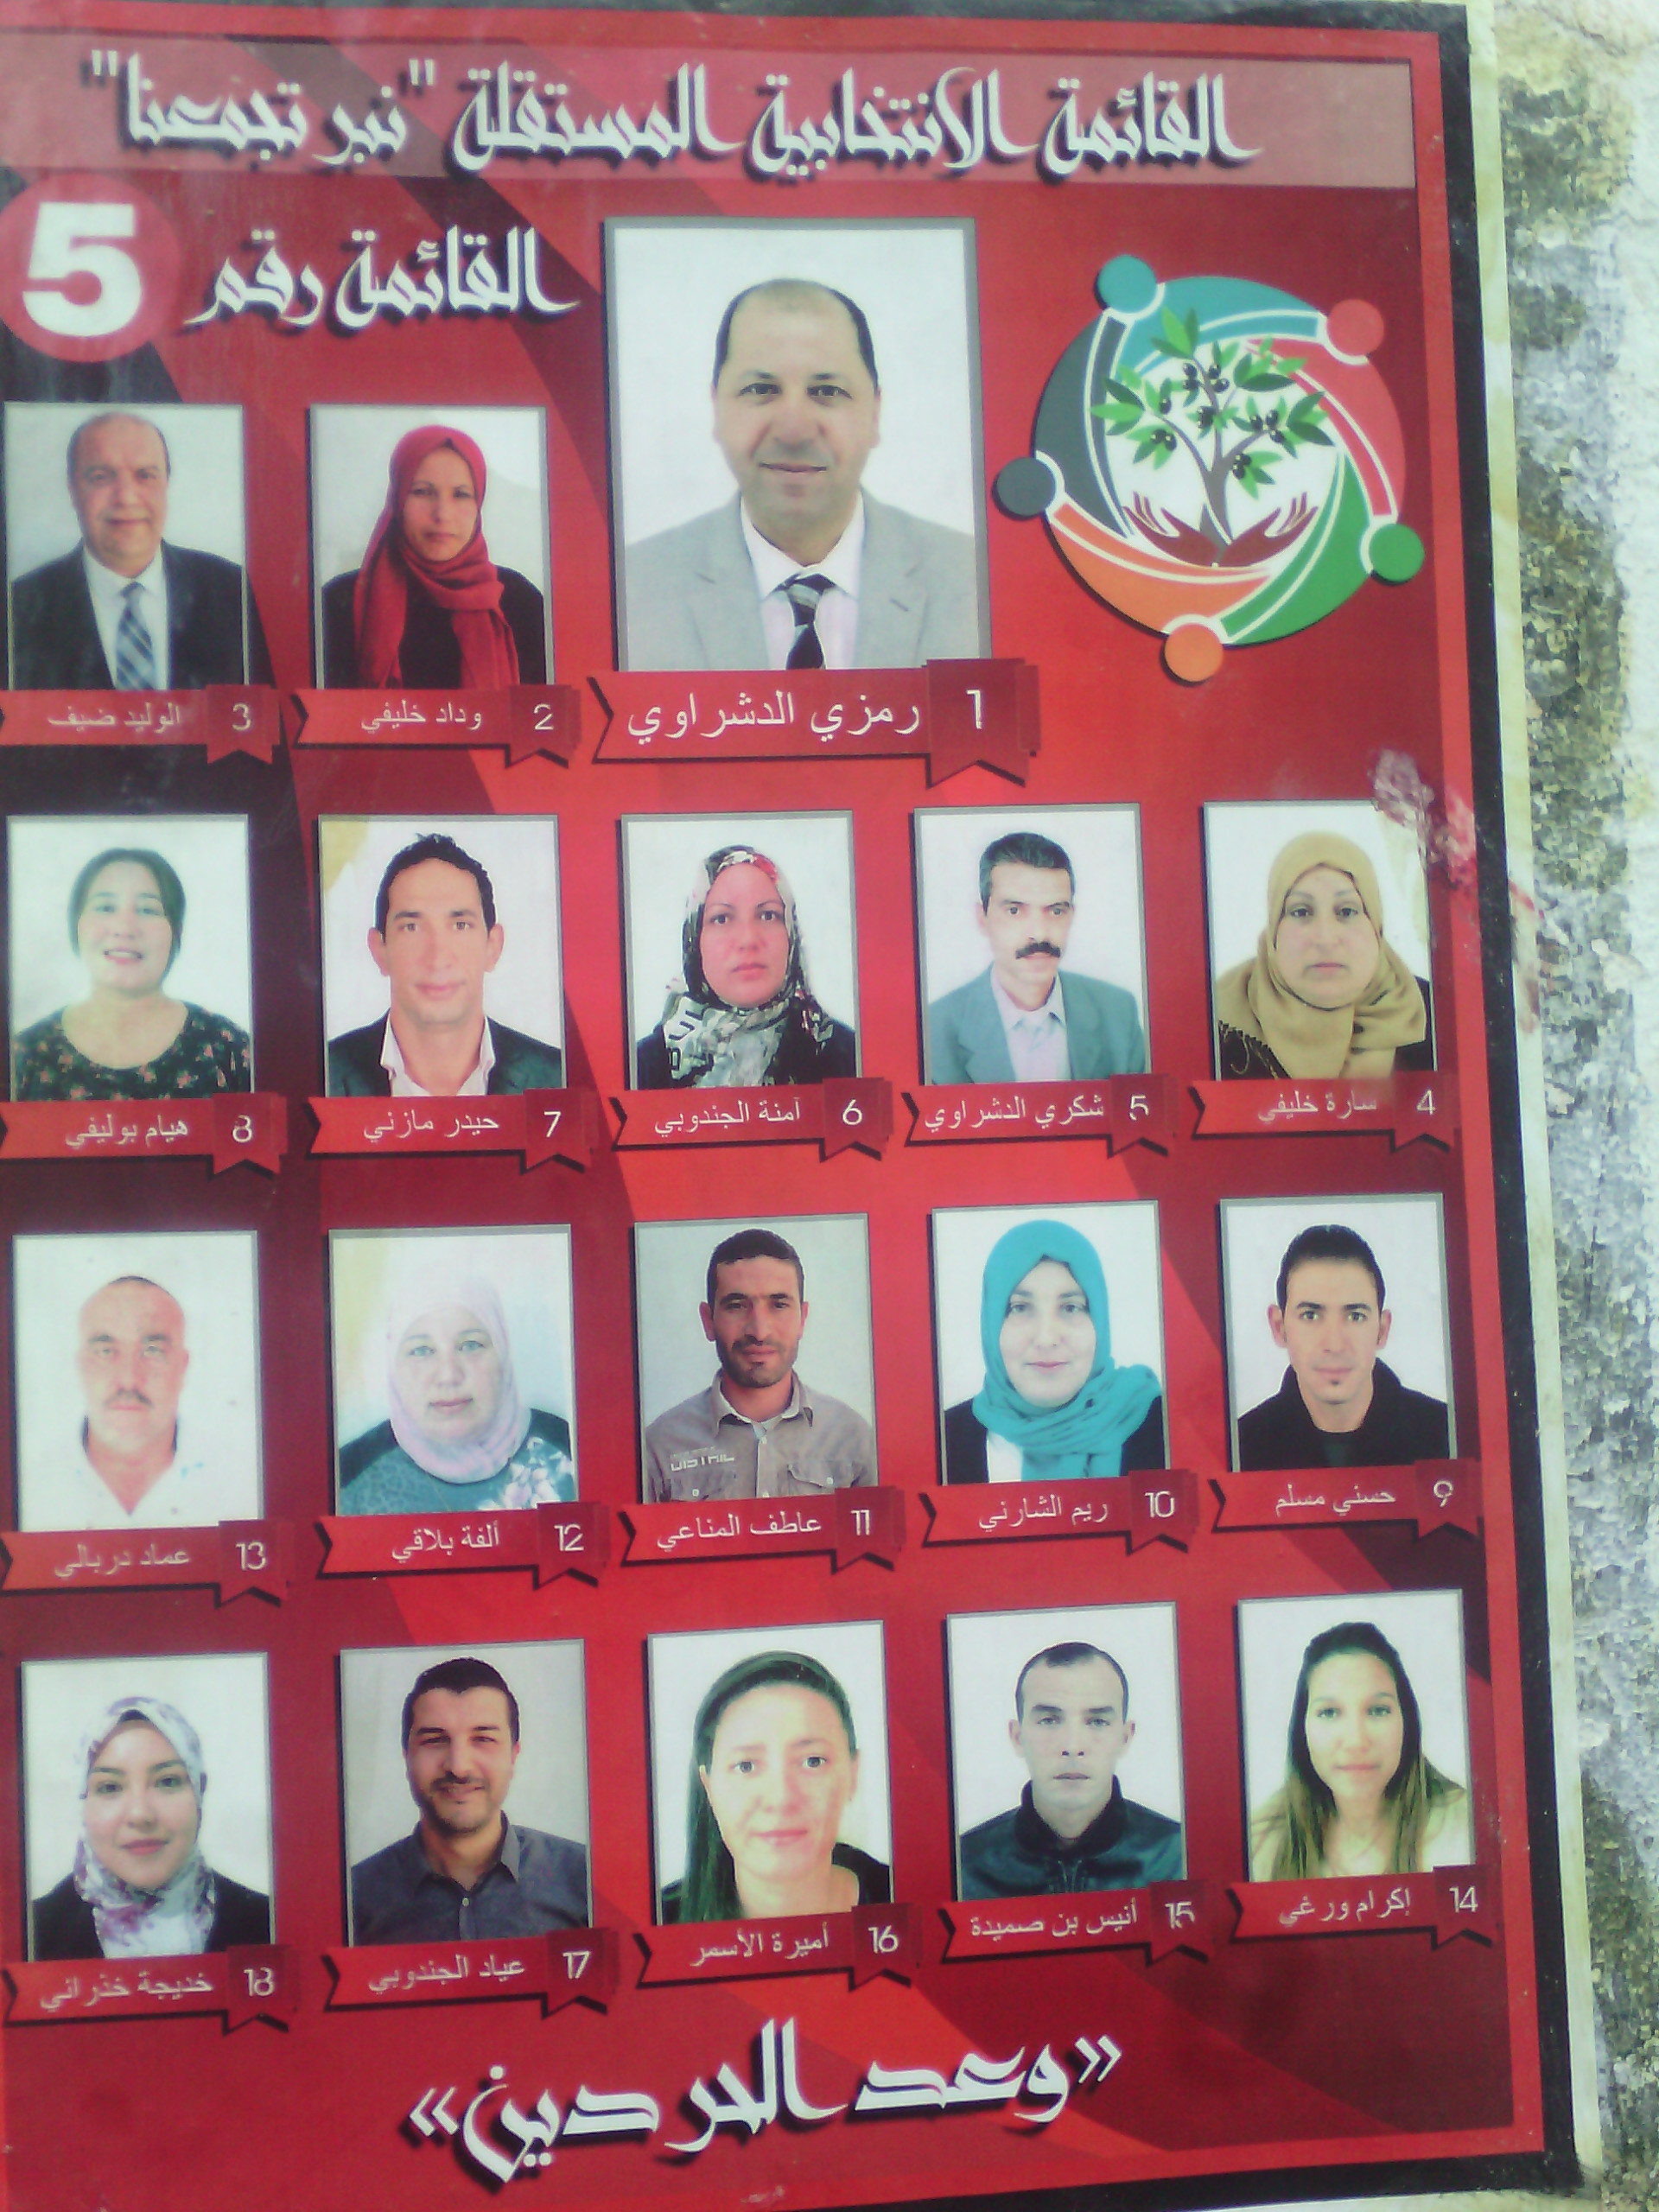 القائمة الانتخابية المستقلة "نبر تجمعنا"
القائمة رقم 5
1 رمزي الدشراوي
2 وداد خليفي
3 الوليد ضيف
4 سارة خليفي
5 شكري الدشراوي
6 آمنة الجندوبي
7 حيدر مازني
8 هيام بوليفي
9 حسني مسلم
10 ريم الشارني
11 عاطف المناعي
12 ألفة بلاقي
13 عماد دربالي
14 إكرام ورغي
15 أنيس بن صميدة
16 أميرة الأسمر
17 عياد الجندوبي
18 خديجة خذراني
«وعد الحر دين»